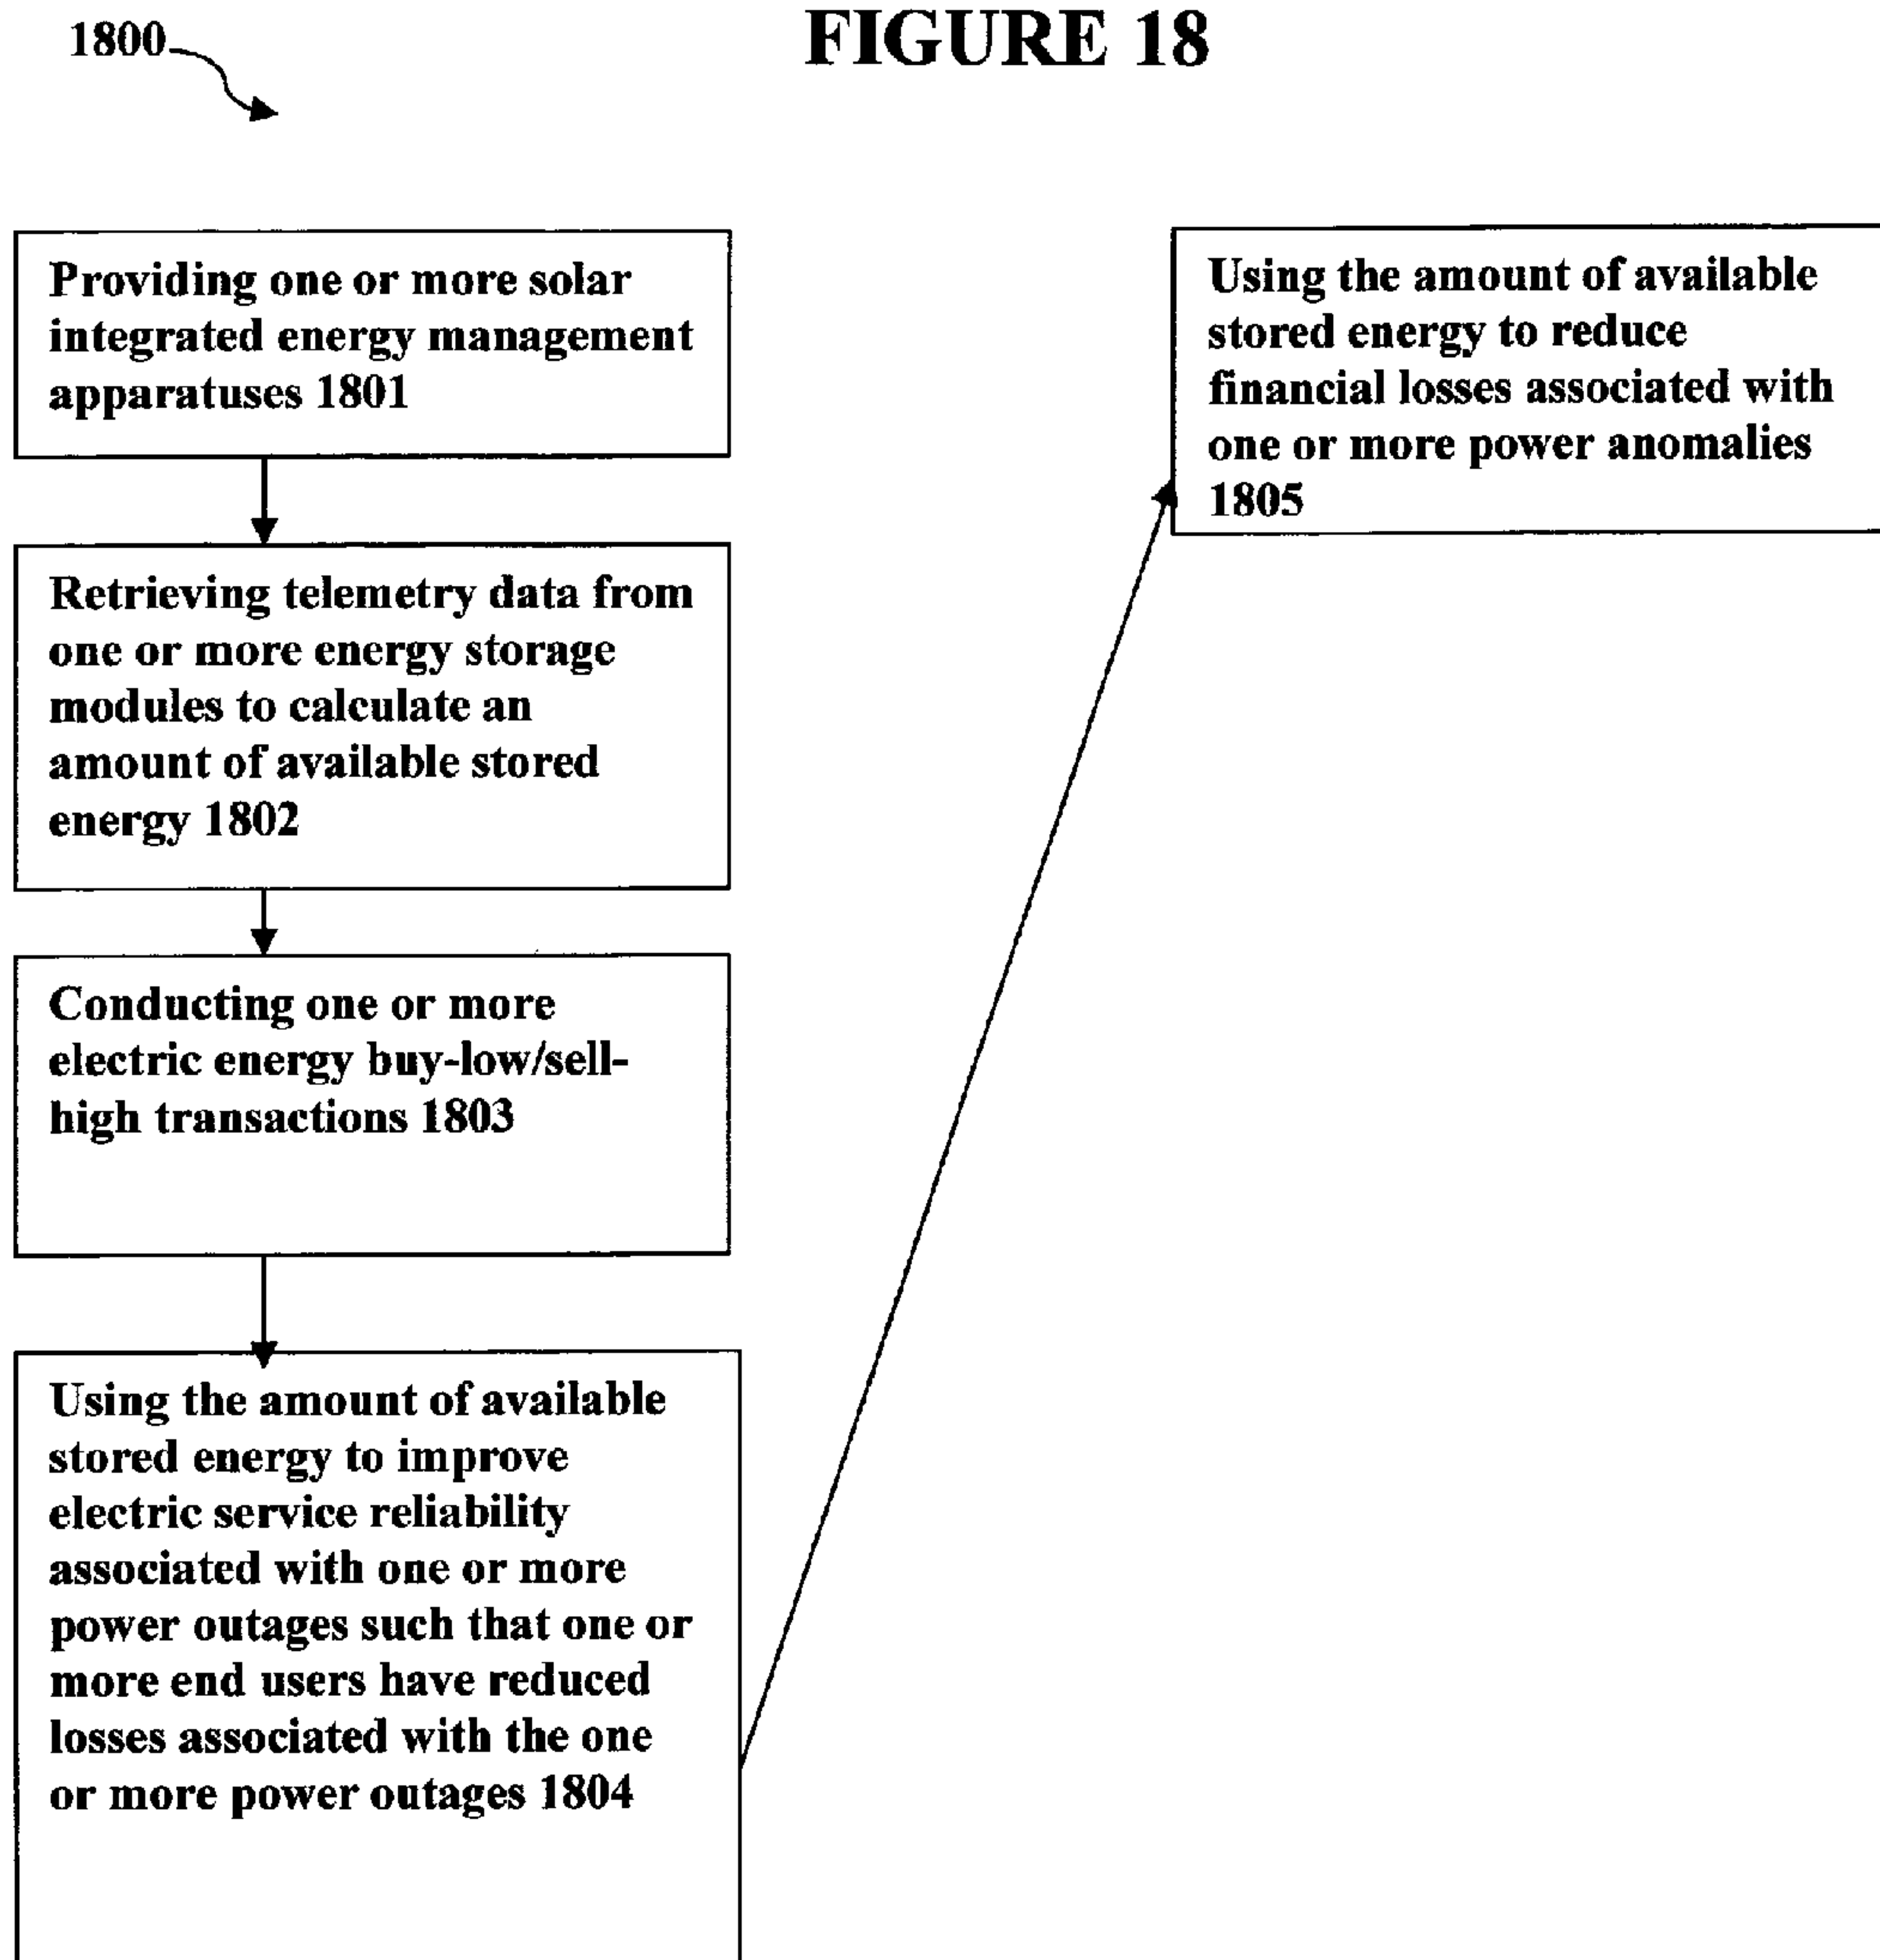 FIGURE 18
1800
Providing one or more solar
integrated energy management
apparatuses 1801
Retrieving telemetry data from
one or more energy storage
modules to calculate an
amount of available stored
energy 1802
Conducting one or more
electric energy buy-low/sell-
high transactions 1803
Using the amount of available
stored energy to improve
electric service reliability
associated with one or more
power outages such that one or
more end users have reduced
losses associated with the one
or more power outages 1804
Using the amount of available
stored energy to reduce
financial losses associated with
one or more power anomalies
1805